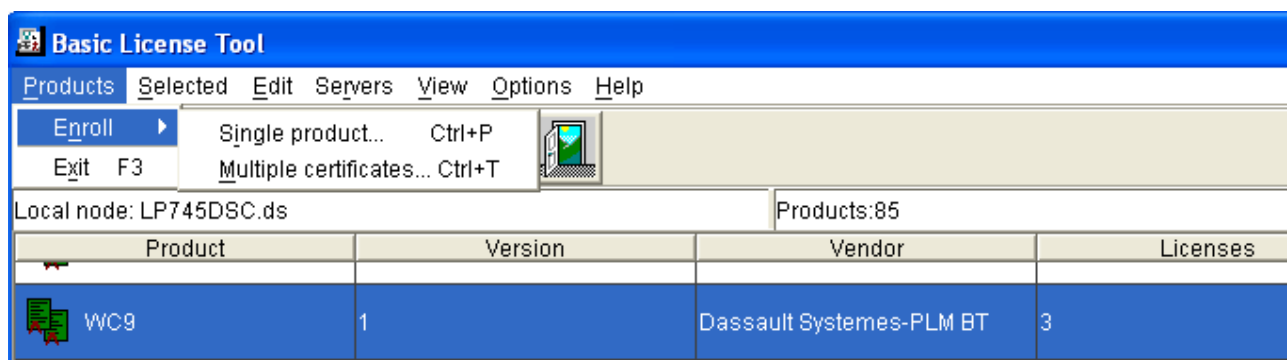 Basic License Tool
Products Selected Edit Servers View Options Help
Enroll Single product... Ctrl+P
Exit F3 Multiple certificates... Ctrl+T
Local node: LP745DSC.ds Products:85
Product Version Vendor Licenses
WC9 1 Dassault Systemes-PLM BT 3